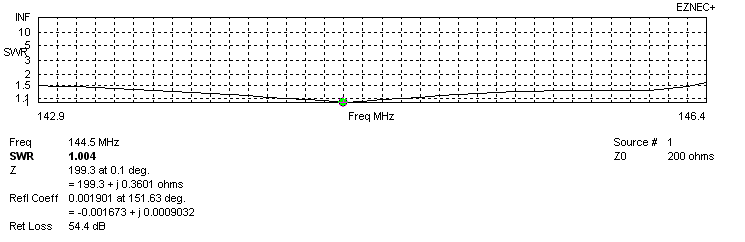 EZNEC+
INF
10
5
SWR
3
2
1.5
1.1
142.9 Freq MHz 146.4
Freq 144.5 MHz Source # 1
SWR 1.004 Z0 200 ohms
Z 199.3 at 0.1 deg.
= 199.3 + j 0.3601 ohms
Refl Coeff 0.001901 at 151.63 deg.
= -0.001673 + j 0.0009032
Ret Loss 54.4 dB